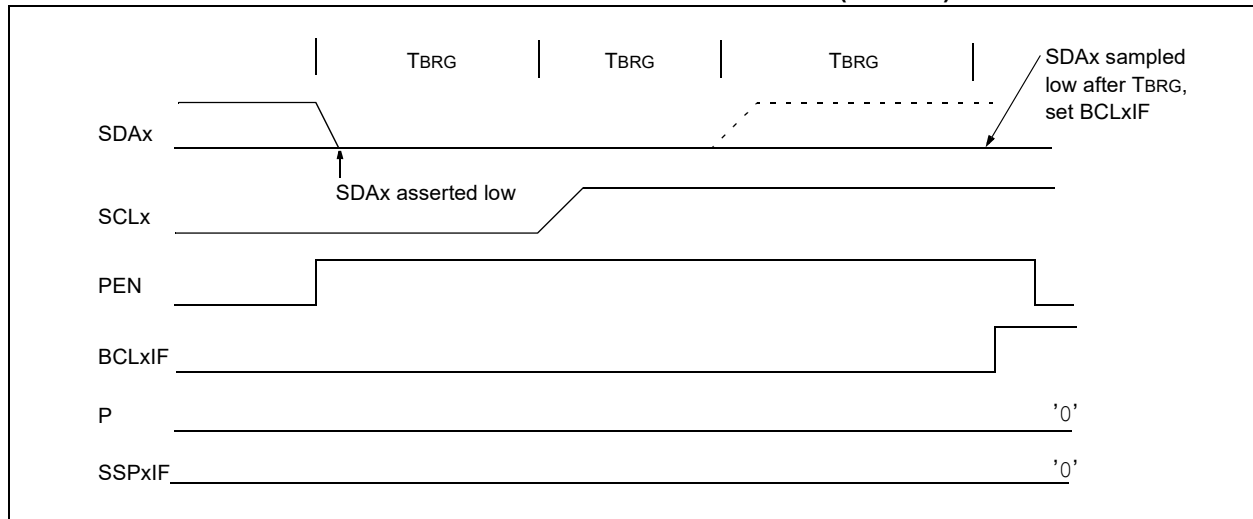 TBRG TBRG TBRG
SDAx sampled
low after TBRG,
set BCLxIF
SDAx
SDAx asserted low
SCLx
PEN
BCLxIF
P
'0'
SSPxIF
'0'